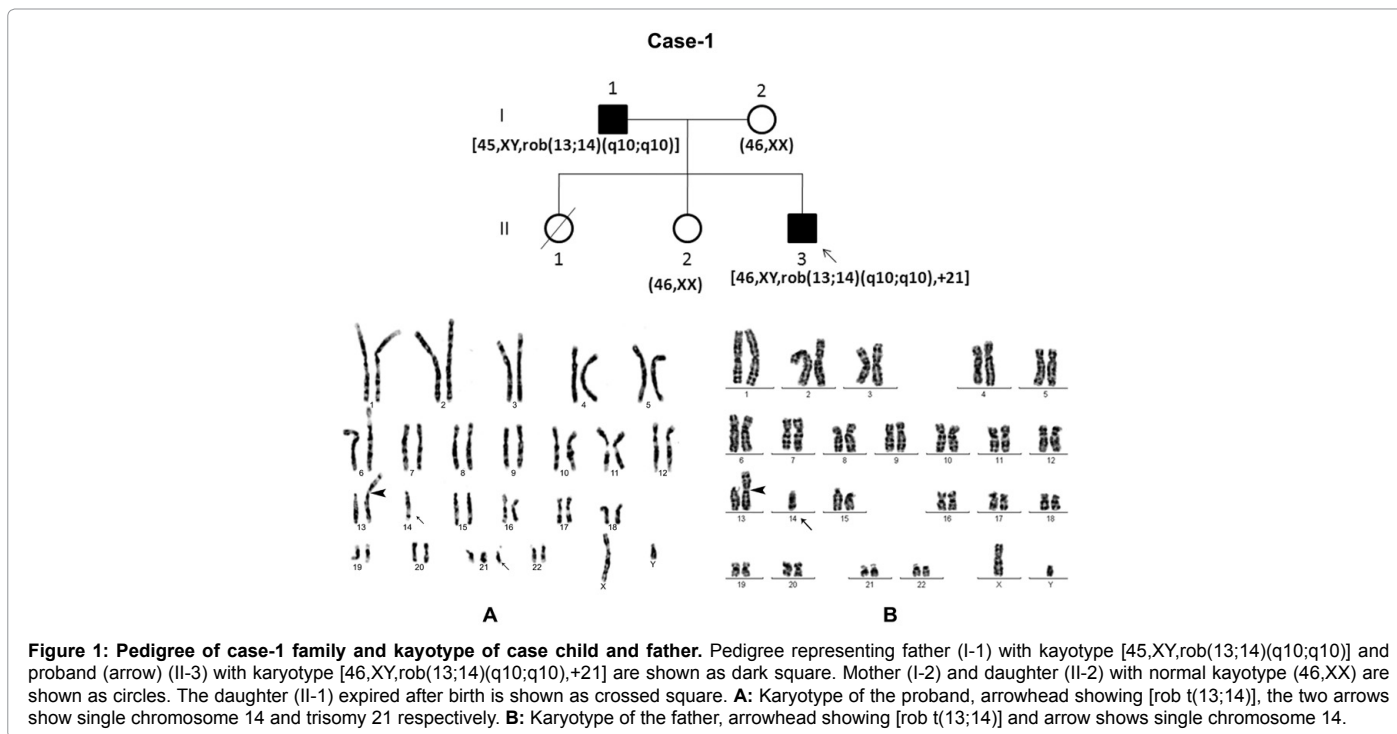 Case-1
1 2
I
[45,XY,rob(13;14)(q10;q10)] (46,XX)
II
1 2 3
(46,XX) [46,XY,rob(13;14)(q10;q10),+21]
1 2 3 4 5
6 7 8 9 10 11 12
13 14 15 16 17 18
19 20 21 22 X Y
A
1 2 3 4 5
6 7 8 9 10 11 12
13 14 15 16 17 18
19 20 21 22 X Y
B
Figure 1: Pedigree of case-1 family and kayotype of case child and father. Pedigree representing father (I-1) with kayotype [45,XY,rob(13;14)(q10;q10)] and
proband (arrow) (II-3) with karyotype [46,XY,rob(13;14)(q10;q10),+21] are shown as dark square. Mother (I-2) and daughter (II-2) with normal karyotype (46,XX) are
shown as circles. The daughter (II-1) expired after birth is shown as crossed square. A: Karyotype of the proband, arrowhead showing [rob t(13;14)], the two arrows
show single chromosome 14 and trisomy 21 respectively. B: Karyotype of the father, arrowhead showing [rob t(13;14)] and arrow shows single chromosome 14.